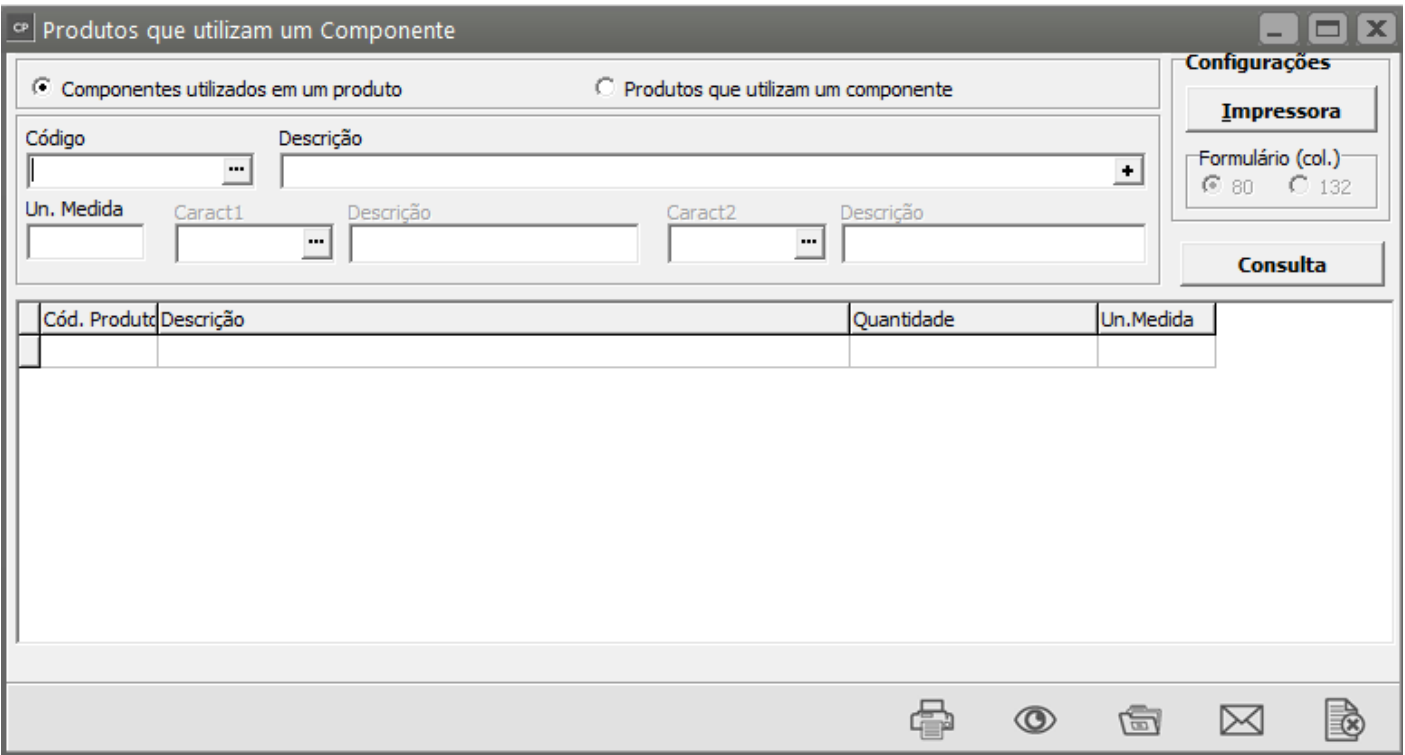 CP Produtos que utilizam um Componente
Componentes utilizados em um produto Produtos que utilizam um componente
Configurações
Impressora
Formulário (col.)
80 132
Consulta
Código Descrição
Un. Medida Caract1 Descrição Caract2 Descrição
Cód. Produto Descrição Quantidade Un.Medida